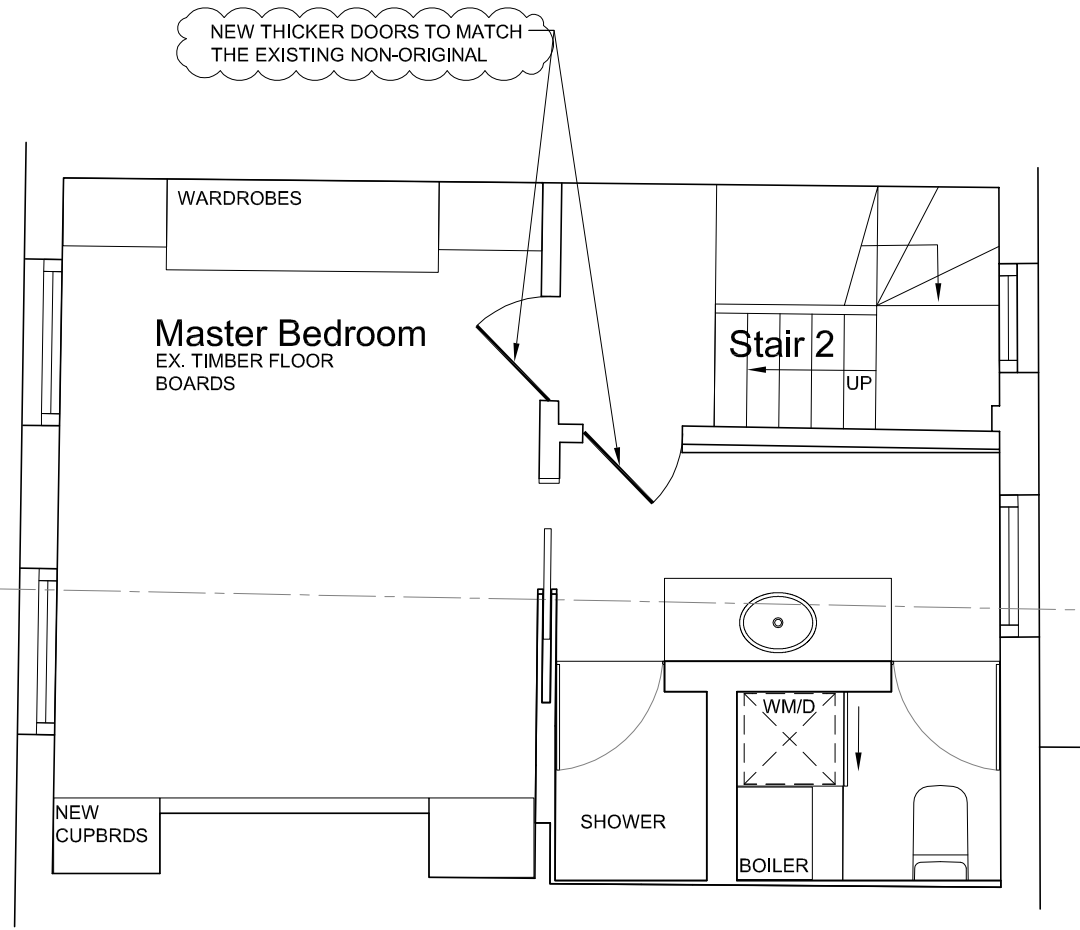 NEW THICKER DOORS TO MATCH
THE EXISTING NON-ORIGINAL
WARDROBES
Master Bedroom
EX. TIMBER FLOOR
BOARDS
Stair 2
UP
WM/D
NEW
CUPBRDS
SHOWER
BOILER